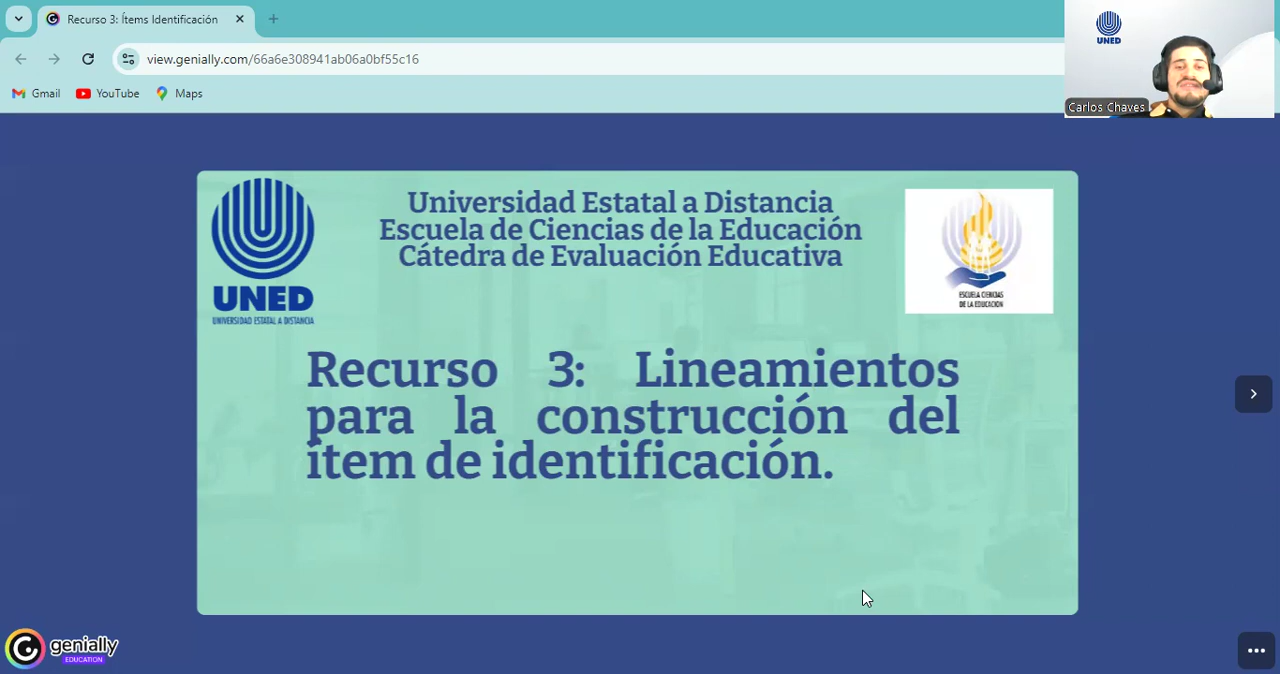 Recurso 3: Ítems Identificación
view.genially.com/66a6e308941ab06a0bf55c16
Gmail
YouTube
Maps
UNED
Carlos Chaves
Universidad Estatal a Distancia
Escuela de Ciencias de la Educación
Cátedra de Evaluación Educativa
UNED
UNIVERSIDAD ESTATAL A DISTANCIA
ESCUELA CIENCIAS
DE LA EDUCACION
Recurso 3: Lineamientos
para la construcción del
ítem de identificación.
genially
EDUCATION